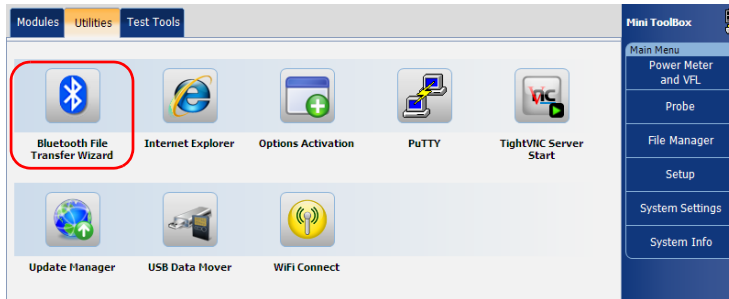 Modules Utilities Test Tools
Bluetooth File
Transfer Wizard
Internet Explorer
Options Activation
PuTTY
VNC
TightVNC Server
Start
Update Manager
USB Data Mover
WiFi Connect
Mini ToolBox
Main Menu
Power Meter
and VFL
Probe
File Manager
Setup
System Settings
System Info